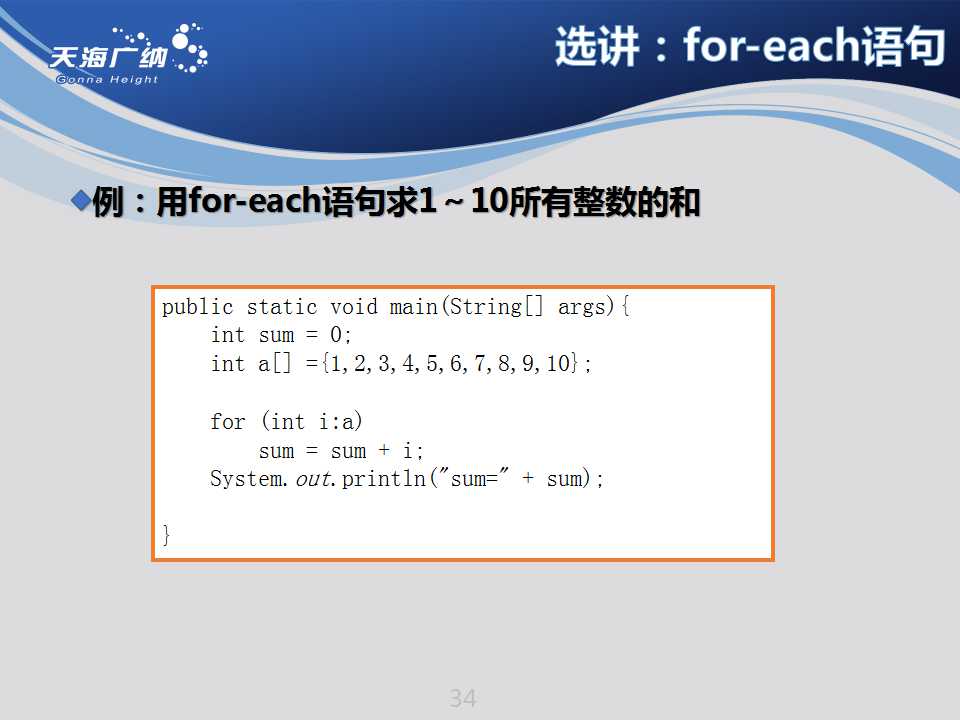 天海广纳
Gonna Height
选讲：for-each语句
例：用for-each语句求1～10所有整数的和
public static void main(String[] args){
    int sum = 0;
    int a[] ={1,2,3,4,5,6,7,8,9,10};
    for (int i:a)
        sum = sum + i;
    System.out.println("sum=" + sum);
}
34